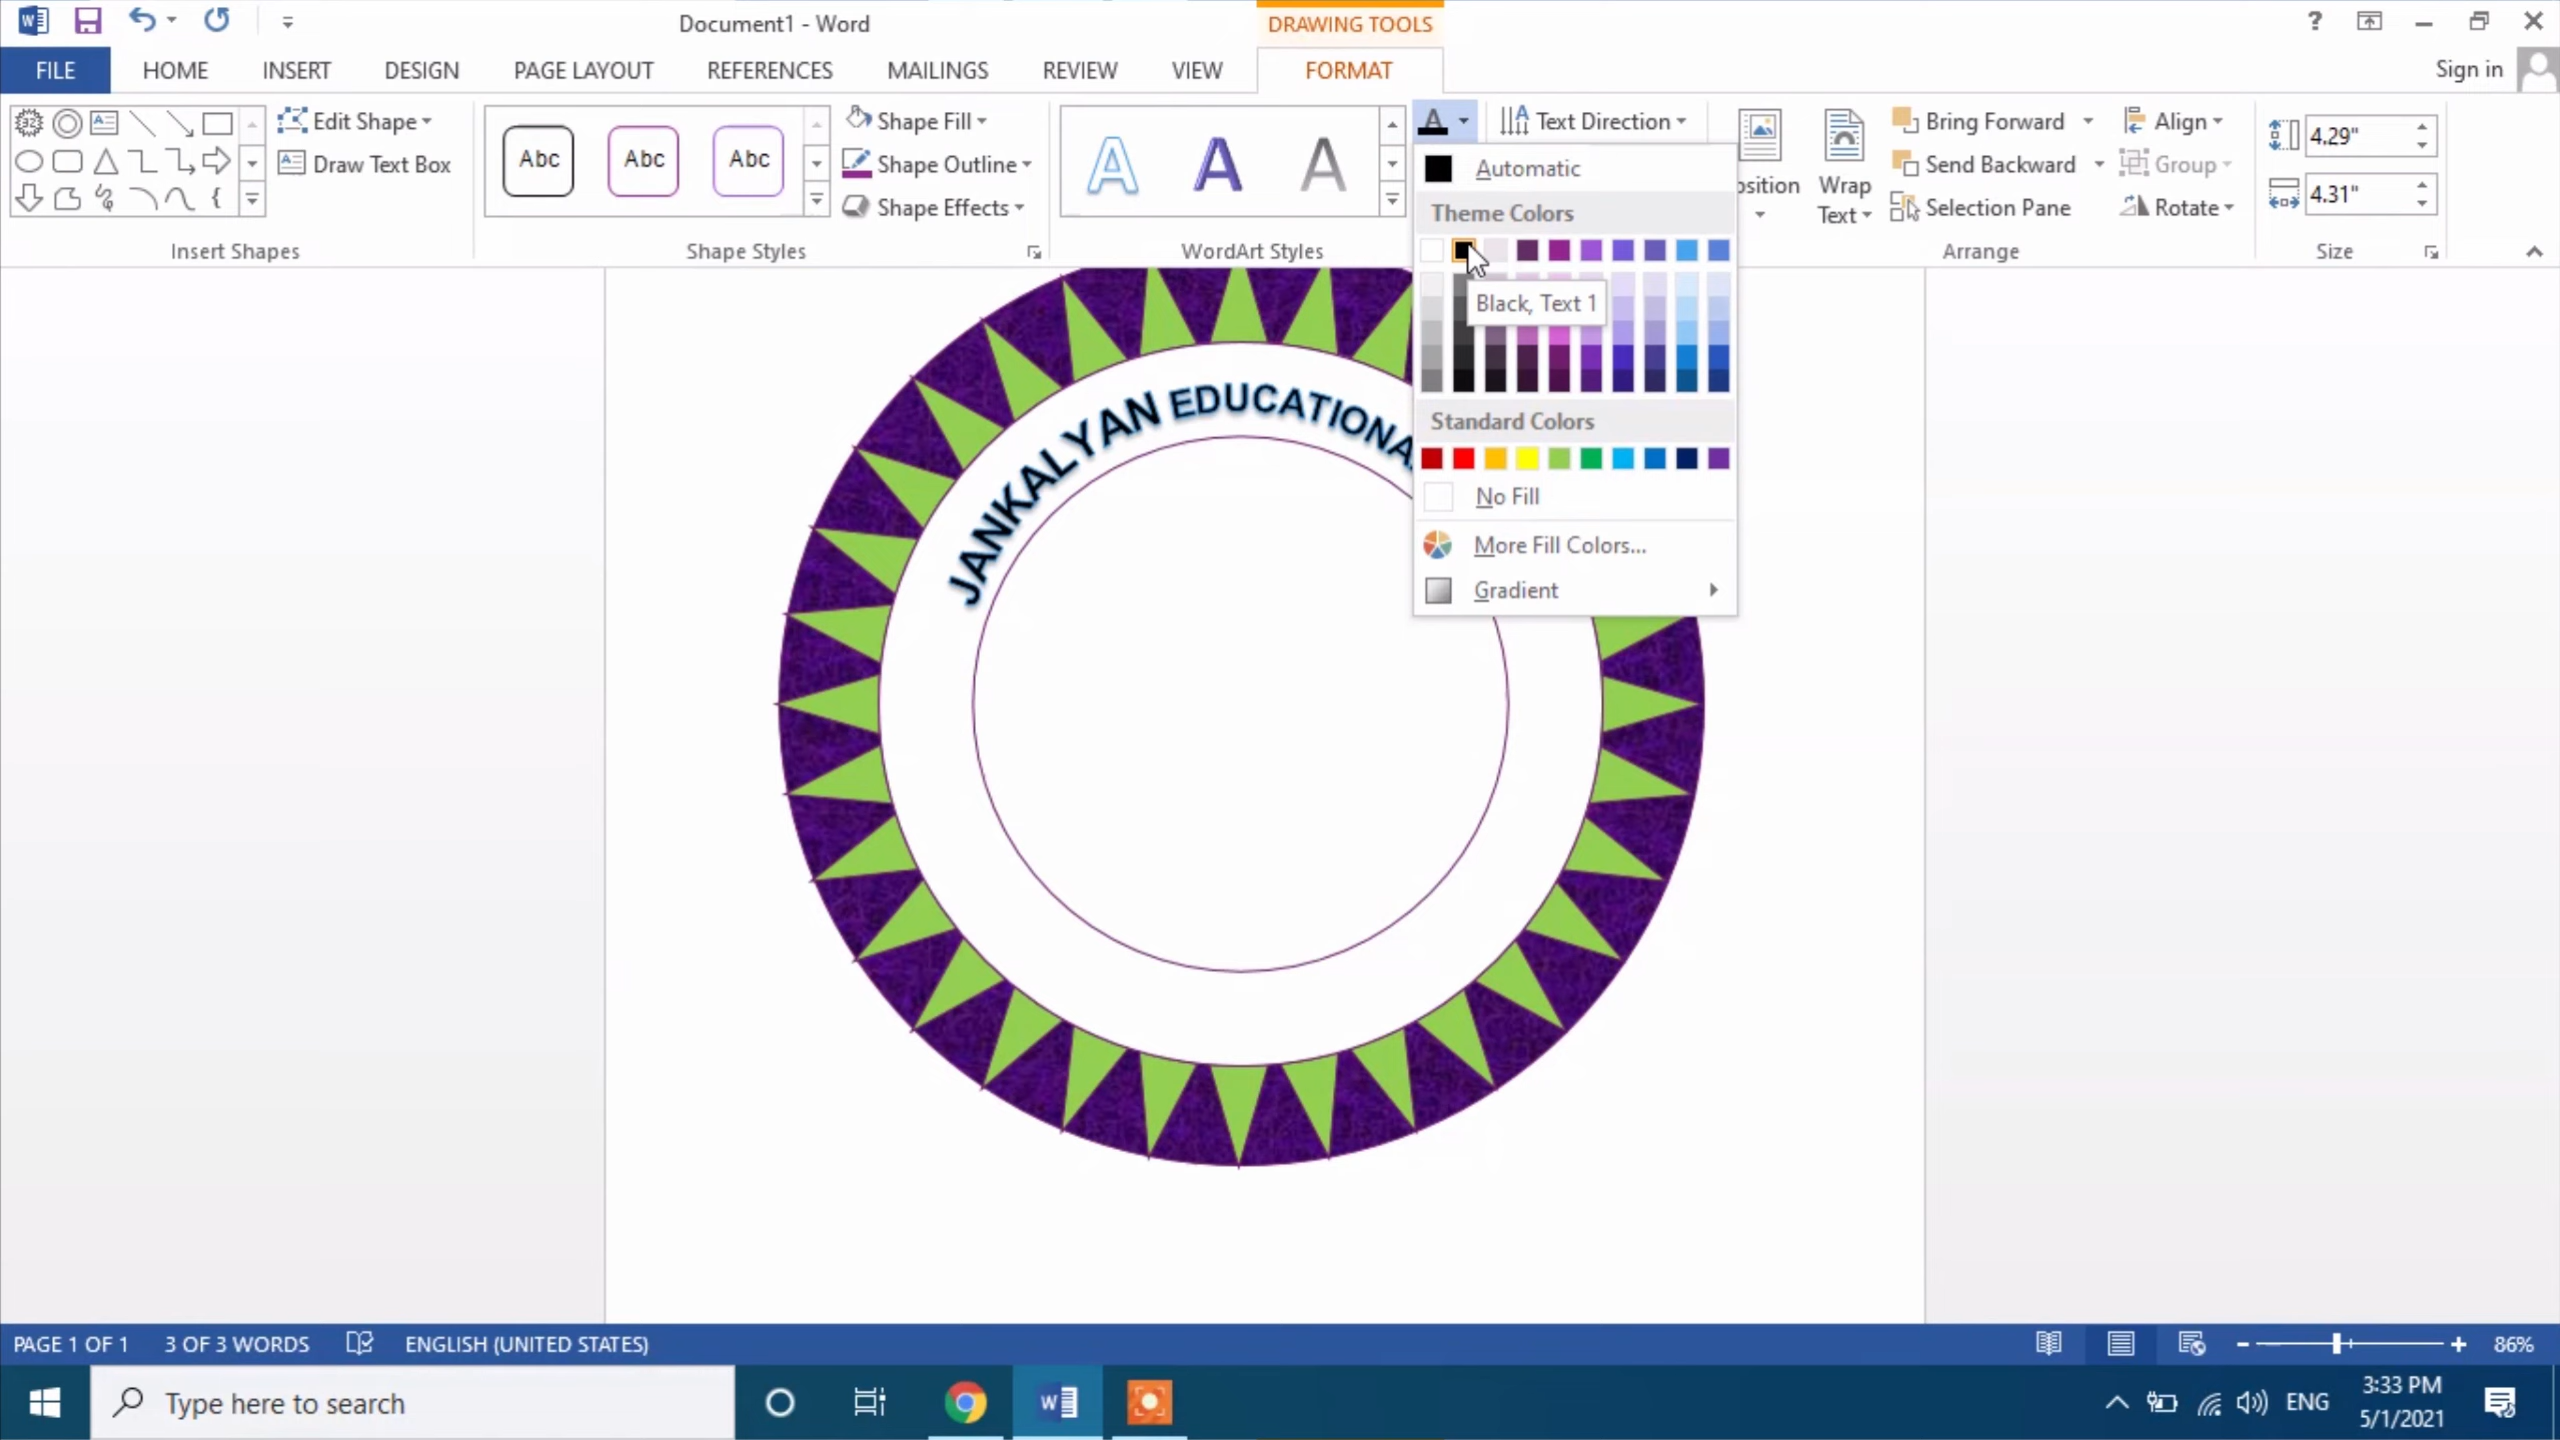 Document1 - Word
DRAWING TOOLS
?
FILE
HOME
INSERT
DESIGN
PAGE LAYOUT
REFERENCES
MAILINGS
REVIEW
VIEW
FORMAT
Sign in
Edit Shape
Draw Text Box
Insert Shapes
Abc
Abc
Abc
Shape Fill
Shape Outline
Shape Effects
Shape Styles
A
A
A
WordArt Styles
A
Text Direction
osition
Wrap
Text
Bring Forward
Send Backward
Selection Pane
Align
Group
Rotate
Arrange
4.29"
4.31"
Size
Automatic
Theme Colors
Black, Text 1
Standard Colors
No Fill
More Fill Colors...
Gradient
JANKALYAN EDUCATIONA
PAGE 1 OF 1
3 OF 3 WORDS
ENGLISH (UNITED STATES)
86%
Type here to search
ENG
3:33 PM
5/1/2021